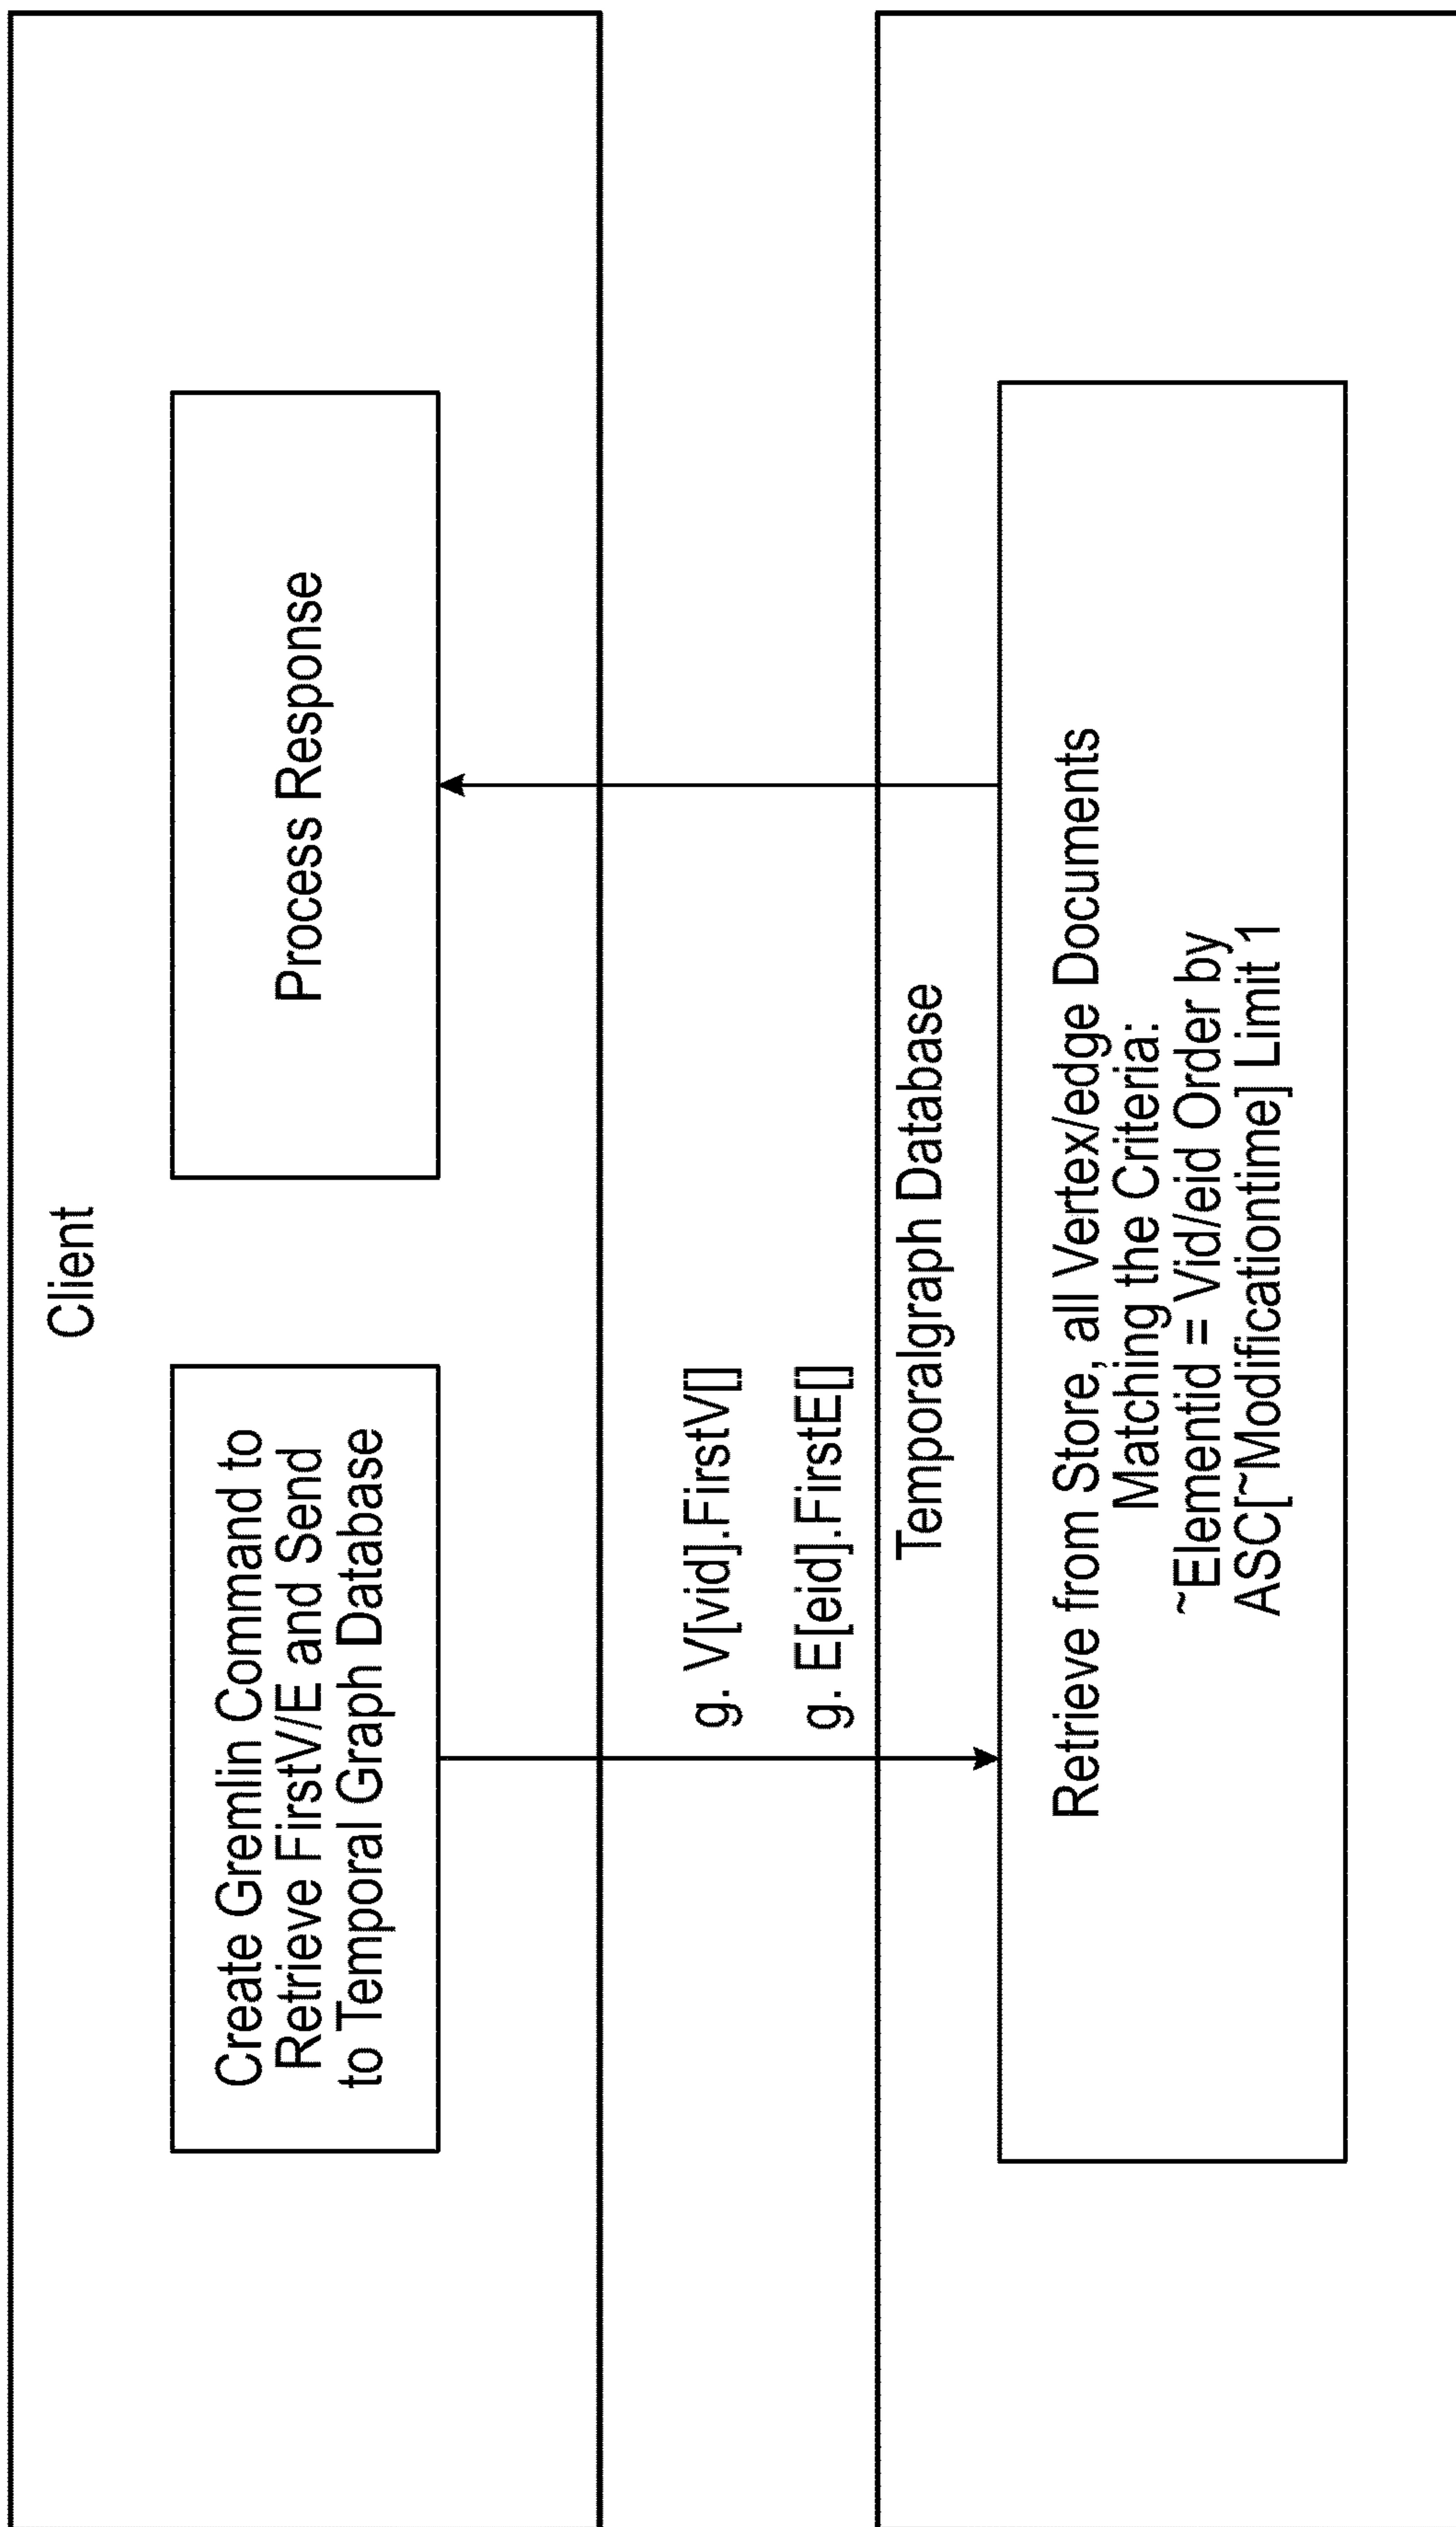 Client
Create Gremlin Command to
Retrieve FirstV/E and Send
to Temporal Graph Database
Process Response
g. V[vid].FirstV[]
g. E[eid].FirstE[]
Temporalgraph Database
Retrieve from Store, all Vertex/edge Documents
Matching the Criteria:
~Elementid = Vid/eid Order by
ASC[~Modificationtime] Limit 1